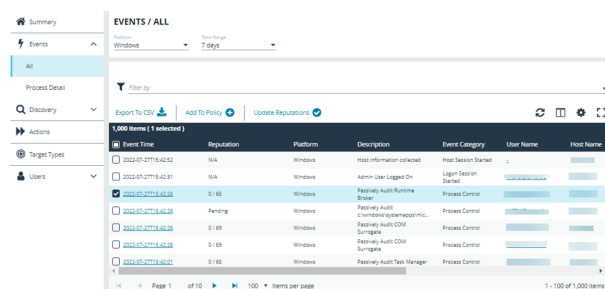 Summary
EVENTS / ALL
Platform
Time Range
Events
Windows
7 days
All
Process Detail
Filter by
Discovery
Export To CSV
Add To Policy
Update Reputations
Actions
1,000 Items ( 1 selected )
Event Time Reputation Platform Description Event Category User Name Host Name
Target Types
2022-07-27T15:42:52 N/A Windows Host Information collected Host Session Started
Users
2022-07-27T15:42:31 N/A Windows Admin User Logged On Logon Session Started
2022-07-27T15:42:26 0 / 65 Windows Passively Audit Runtime Broker Process Control
2022-07-27T15:42:26 Pending Windows Passively Audit c:\windows\systemapps\mic... Process Control
2022-07-27T15:42:26 0 / 69 Windows Passively Audit COM Surrogate Process Control
2022-07-27T15:42:26 0 / 69 Windows Passively Audit COM Surrogate Process Control
2022-07-27T15:42:01 0 / 65 Windows Passively Audit Task Manager Process Control
Page 1 of 10 100 Items per page 1 - 100 of 1,000 items